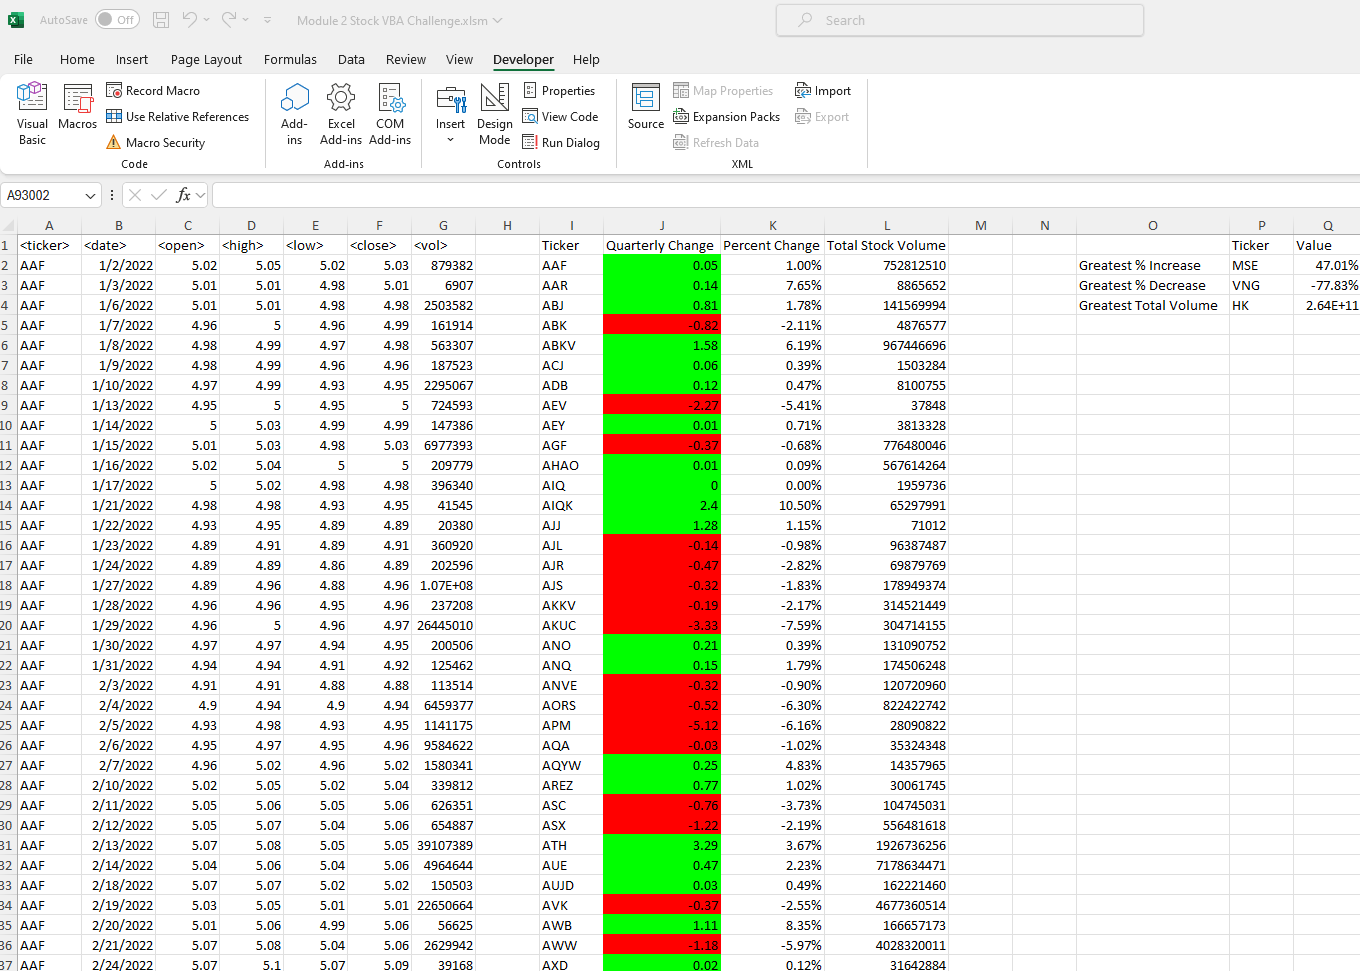 AutoSave Off Module 2 Stock VBA Challenge.xlsm Search
File Home Insert Page Layout Formulas Data Review View Developer Help
Visual Basic Macros Record Macro Use Relative References Macro Security Code
Add-ins Excel Add-ins COM Add-ins Add-ins
Insert Design Mode Properties View Code Run Dialog Controls
Source Map Properties Expansion Packs Refresh Data Import Export XML
A93002 fx
A B C D E F G H I J K L M N O P Q
1 <ticker> <date> <open> <high> <low> <close> <vol> Ticker Quarterly Change Percent Change Total Stock Volume Ticker Value
2 AAF 1/2/2022 5.02 5.05 5.02 5.03 879382 AAF 0.05 1.00% 752812510 Greatest % Increase MSE 47.01%
3 AAF 1/3/2022 5.01 5.01 4.98 5.01 6907 AAR 0.14 7.65% 8865652 Greatest % Decrease VNG -77.83%
4 AAF 1/6/2022 5.01 5.01 4.98 4.98 2503582 ABJ 0.81 1.78% 141569994 Greatest Total Volume HK 2.64E+11
5 AAF 1/7/2022 4.96 5 4.96 4.99 161914 ABK -0.82 -2.11% 4876577
6 AAF 1/8/2022 4.98 4.99 4.97 4.98 563307 ABKV 1.58 6.19% 967446696
7 AAF 1/9/2022 4.98 4.99 4.96 4.96 187523 ACJ 0.06 0.39% 1503284
8 AAF 1/10/2022 4.97 4.99 4.93 4.95 2295067 ADB 0.12 0.47% 8100755
9 AAF 1/13/2022 4.95 5 4.95 5 724593 AEV -2.27 -5.41% 37848
10 AAF 1/14/2022 5 5.03 4.99 4.99 147386 AEY 0.01 0.71% 3813328
11 AAF 1/15/2022 5.01 5.03 4.98 5.03 6977393 AGF -0.37 -0.68% 776480046
12 AAF 1/16/2022 5.02 5.04 5 5 209779 AHAO 0.01 0.09% 567614264
13 AAF 1/17/2022 5 5.02 4.98 4.98 396340 AIQ 0 0.00% 1959736
14 AAF 1/21/2022 4.98 4.98 4.93 4.95 41545 AIQK 2.4 10.50% 65297991
15 AAF 1/22/2022 4.93 4.95 4.89 4.89 20380 AJJ 1.28 1.15% 71012
16 AAF 1/23/2022 4.89 4.91 4.89 4.91 360920 AJL -0.14 -0.98% 96387487
17 AAF 1/24/2022 4.89 4.89 4.86 4.89 202596 AJR -0.47 -2.82% 69879769
18 AAF 1/27/2022 4.89 4.96 4.88 4.96 1.07E+08 AJS -0.32 -1.83% 178949374
19 AAF 1/28/2022 4.96 4.96 4.95 4.96 237208 AKKV -0.19 -2.17% 314521449
20 AAF 1/29/2022 4.96 5 4.96 4.97 26445010 AKUC -3.33 -7.59% 304714155
21 AAF 1/30/2022 4.97 4.97 4.94 4.95 200506 ANO 0.21 0.39% 131090752
22 AAF 1/31/2022 4.94 4.94 4.91 4.92 125462 ANQ 0.15 1.79% 174506248
23 AAF 2/3/2022 4.91 4.91 4.88 4.88 113514 ANVE -0.32 -0.90% 120720960
24 AAF 2/4/2022 4.9 4.94 4.9 4.94 6459377 AORS -0.52 -6.30% 822422742
25 AAF 2/5/2022 4.93 4.98 4.93 4.95 1141175 APM -5.12 -6.16% 28090822
26 AAF 2/6/2022 4.95 4.97 4.95 4.96 9584622 AQA -0.03 -1.02% 35324348
27 AAF 2/7/2022 4.96 5.02 4.96 5.02 1580341 AQYW 0.25 4.83% 14357965
28 AAF 2/10/2022 5.02 5.05 5.02 5.04 339812 AREZ 0.77 1.02% 30061745
29 AAF 2/11/2022 5.05 5.06 5.05 5.06 626351 ASC -0.76 -3.73% 104745031
30 AAF 2/12/2022 5.05 5.07 5.04 5.06 654887 ASX -1.22 -2.19% 556481618
31 AAF 2/13/2022 5.07 5.08 5.05 5.05 39107389 ATH 3.29 3.67% 1926736256
32 AAF 2/14/2022 5.04 5.06 5.04 5.06 4964644 AUE 0.47 2.23% 7178634471
33 AAF 2/18/2022 5.07 5.07 5.02 5.02 150503 AUJD 0.03 0.49% 162221460
34 AAF 2/19/2022 5.03 5.05 5.01 5.01 22650664 AVK -0.37 -2.55% 4677360514
35 AAF 2/20/2022 5.01 5.06 4.99 5.06 56625 AWB 1.11 8.35% 166657173
36 AAF 2/21/2022 5.07 5.08 5.04 5.06 2629942 AWW -1.18 -5.97% 4028320011
37 AAF 2/24/2022 5.07 5.1 5.07 5.09 39168 AXD 0.02 0.12% 31642884